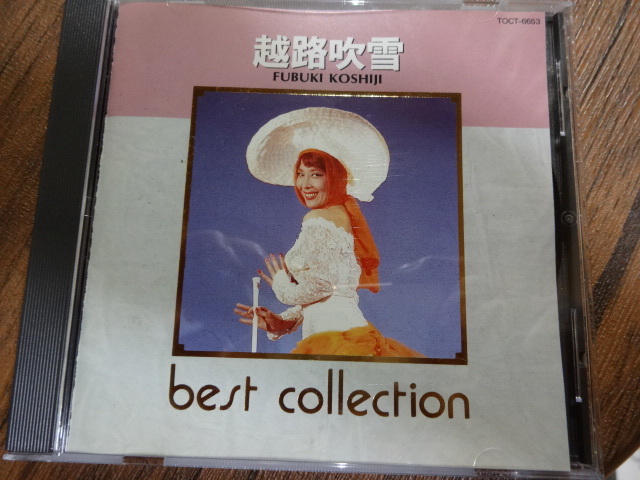 TOCT-6653
越路吹雪
FUBUKI KOSHIJI
best collection